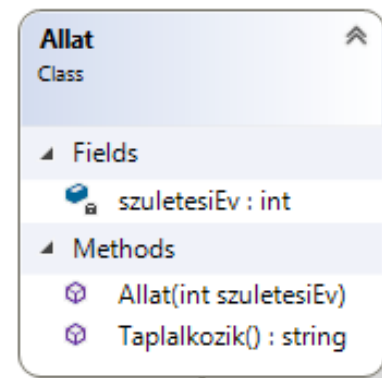 Allat
Class
Fields
szuletesiEv : int
Methods
Allat(int szuletesiEv)
Taplalkozik() : string